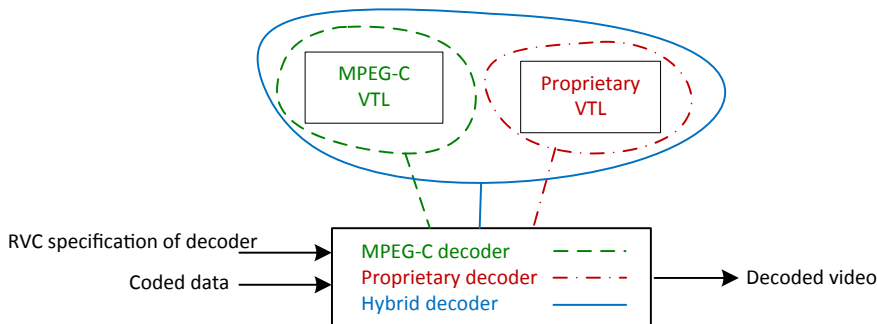 MPEG-C
VTL
Proprietary
VTL
RVC specification of decoder
Coded data
MPEG-C decoder
Proprietary decoder
Hybrid decoder
Decoded video